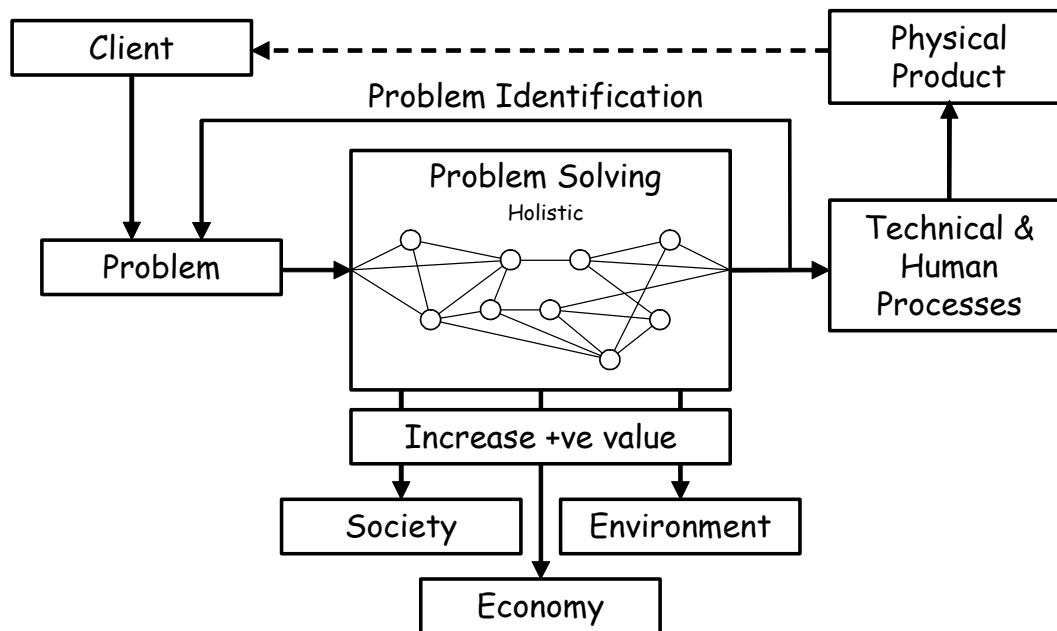 Client
Physical
Product
Problem Identification
Problem Solving
Holistic
Problem
Technical &
Human
Processes
Increase +ve value
Society
Environment
Economy